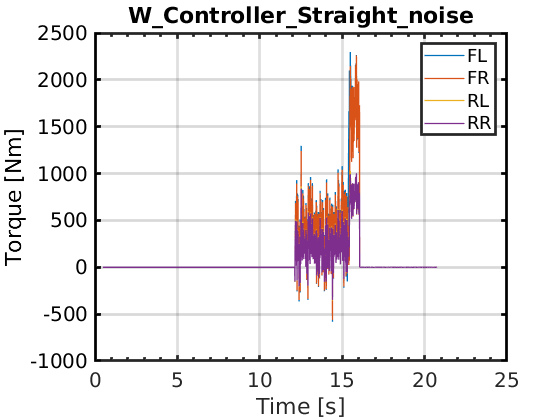 W_Controller_Straight_noise
2500
2000
1500
1000
500
0
-500
-1000
Torque [Nm]
FL
FR
RL
RR
0 5 10 15 20 25
Time [s]